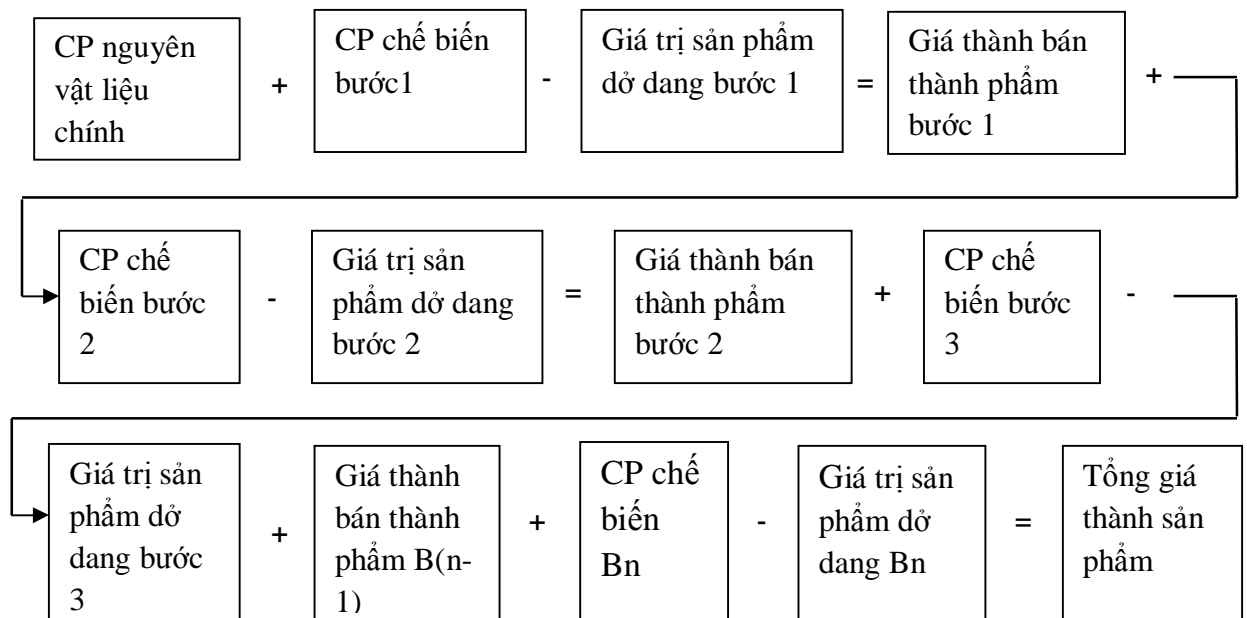 CP nguyên
vật liệu
chính
+
CP chế biến
bước1
-
Giá trị sản phẩm
dở dang bước 1
=
Giá thành bán
thành phẩm
bước 1
+
CP chế
biến bước
2
-
Giá trị sản
phẩm dở dang
bước 2
=
Giá thành bán
thành phẩm
bước 2
+
CP chế
biến bước
3
-
Giá trị sản
phẩm dở
dang bước
3
+
Giá thành
bán thành
phẩm B(n-
1)
+
CP chế
biến
Bn
-
Giá trị sản
phẩm dở
dang Bn
=
Tổng giá
thành sản
phẩm